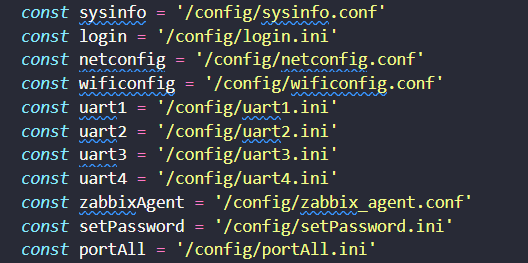 const sysinfo = '/config/sysinfo.conf'
const login = '/config/login.ini'
const netconfig = '/config/netconfig.conf'
const wificonfig = '/config/wificonfig.conf'
const uart1 = '/config/uart1.ini'
const uart2 = '/config/uart2.ini'
const uart3 = '/config/uart3.ini'
const uart4 = '/config/uart4.ini'
const zabbixAgent = '/config/zabbix_agent.conf'
const setPassword = '/config/setPassword.ini'
const portAll = '/config/portAll.ini'